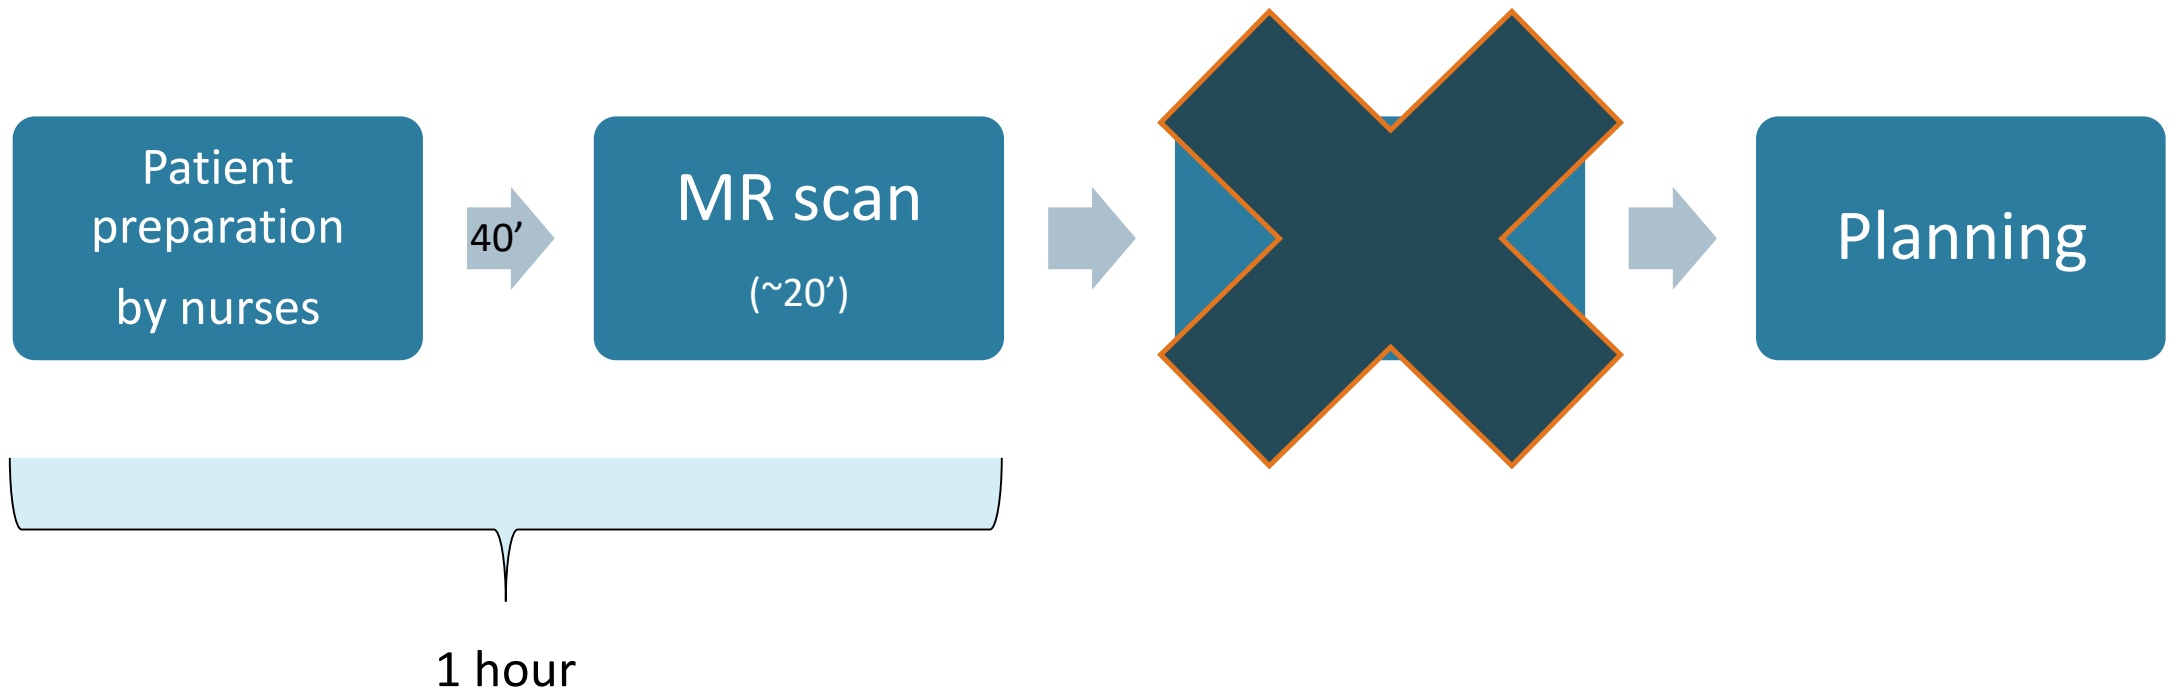 Patient
preparation
by nurses
40’
MR scan
(~20’)
Planning
1 hour